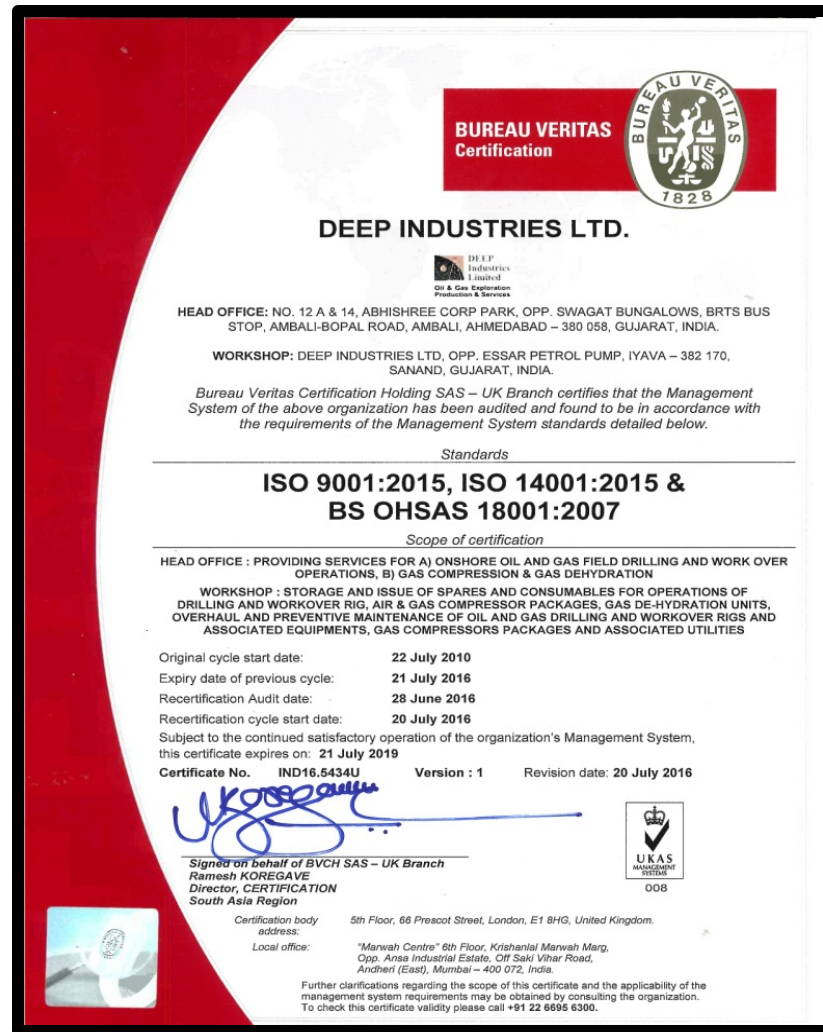 BUREAU VERITAS
Certification
BUREAU VERITAS
1828
DEEP INDUSTRIES LTD.
DEEP
Industries
Limited
Oil & Gas Exploration
Production & Services
HEAD OFFICE: NO. 12 A & 14, ABHISHREE CORP PARK, OPP. SWAGAT BUNGALOWS, BRTS BUS
STOP, AMBALI-BOPAL ROAD, AMBALI, AHMEDABAD – 380 058, GUJARAT, INDIA.
WORKSHOP: DEEP INDUSTRIES LTD, OPP. ESSAR PETROL PUMP, IYAVA – 382 170,
SANAND, GUJARAT, INDIA.
Bureau Veritas Certification Holding SAS – UK Branch certifies that the Management
System of the above organization has been audited and found to be in accordance with
the requirements of the Management System standards detailed below.
Standards
ISO 9001:2015, ISO 14001:2015 &
BS OHSAS 18001:2007
Scope of certification
HEAD OFFICE : PROVIDING SERVICES FOR A) ONSHORE OIL AND GAS FIELD DRILLING AND WORK OVER
OPERATIONS, B) GAS COMPRESSION & GAS DEHYDRATION
WORKSHOP : STORAGE AND ISSUE OF SPARES AND CONSUMABLES FOR OPERATIONS OF
DRILLING AND WORKOVER RIG, AIR & GAS COMPRESSOR PACKAGES, GAS DE-HYDRATION UNITS,
OVERHAUL AND PREVENTIVE MAINTENANCE OF OIL AND GAS DRILLING AND WORKOVER RIGS AND
ASSOCIATED EQUIPMENTS, GAS COMPRESSORS PACKAGES AND ASSOCIATED UTILITIES
Original cycle start date: 22 July 2010
Expiry date of previous cycle: 21 July 2016
Recertification Audit date: 28 June 2016
Recertification cycle start date: 20 July 2016
Subject to the continued satisfactory operation of the organization's Management System,
this certificate expires on: 21 July 2019
Certificate No. IND16.5434U Version : 1 Revision date: 20 July 2016
Signed on behalf of BVCH SAS – UK Branch
Ramesh KOREGAVE
Director, CERTIFICATION
South Asia Region
UKAS
MANAGEMENT
SYSTEMS
008
Certification body address: 5th Floor, 66 Prescot Street, London, E1 8HG, United Kingdom.
Local office: "Marwah Centre" 6th Floor, Krishanlal Marwah Marg,
Opp. Ansa Industrial Estate, Off Saki Vihar Road,
Andheri (East), Mumbai – 400 072, India.
Further clarifications regarding the scope of this certificate and the applicability of the
management system requirements may be obtained by consulting the organization.
To check this certificate validity please call +91 22 6695 6300.